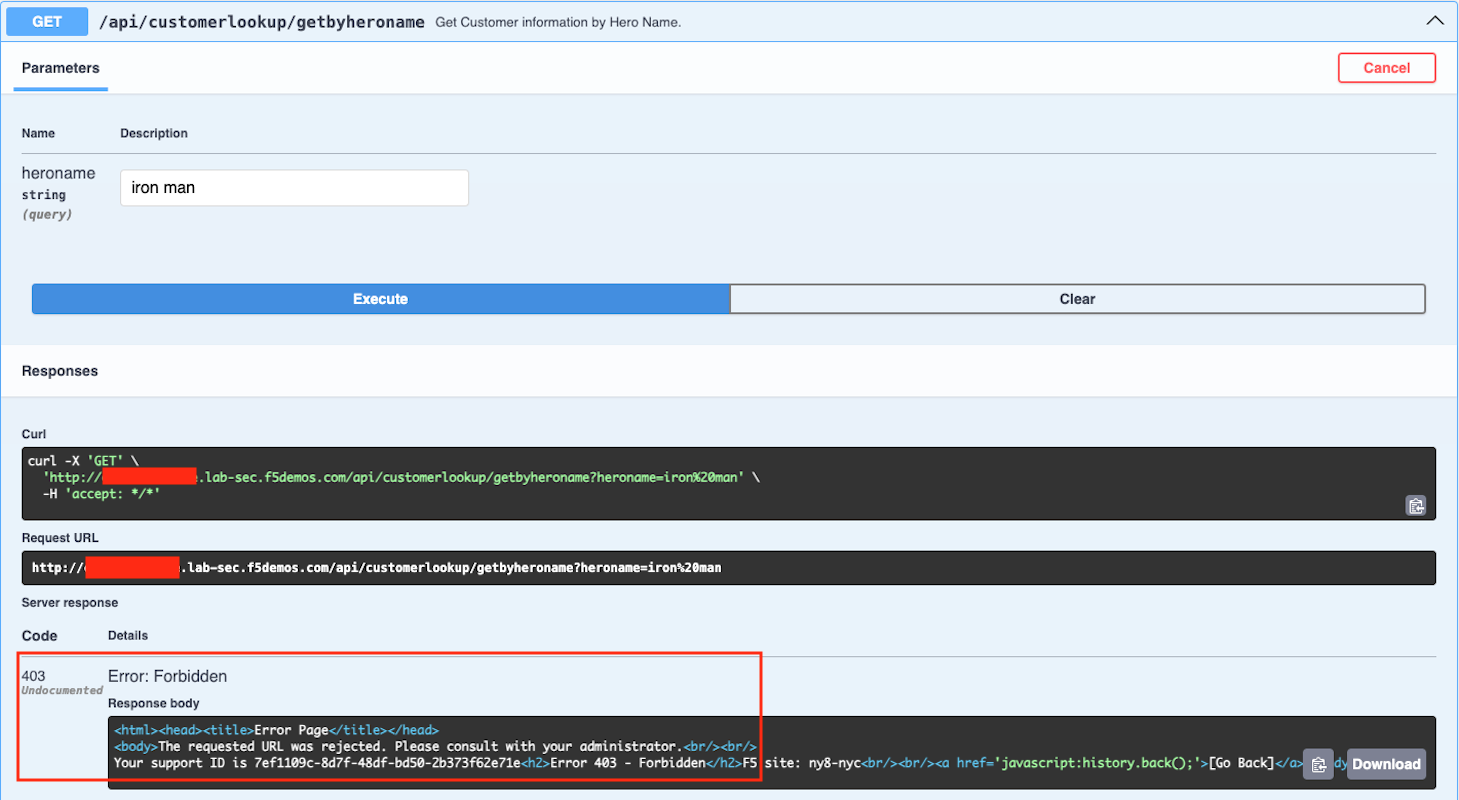 GET /api/customerlookup/getbyheroname Get Customer information by Hero Name.
Parameters
Cancel
Name Description
heroname
string
(query)
iron man
Execute Clear
Responses
Curl
curl -X 'GET' \
'http:// .lab-sec.f5demos.com/api/customerlookup/getbyheroname?heroname=iron%20man' \
-H 'accept: */*'
Request URL
http:// .lab-sec.f5demos.com/api/customerlookup/getbyheroname?heroname=iron%20man
Server response
Code Details
403 Error: Forbidden
Undocumented
Response body
<html><head><title>Error Page</title></head>
<body>The requested URL was rejected. Please consult with your administrator.<br/><br/>
Your support ID is 7ef1109c-8d7f-48df-bd50-2b373f62e71e<h2>Error 403 - Forbidden</h2>F5 site: ny8-nyc<br/><br/><a href='javascript:history.back();'>[Go Back]</a> dy Download